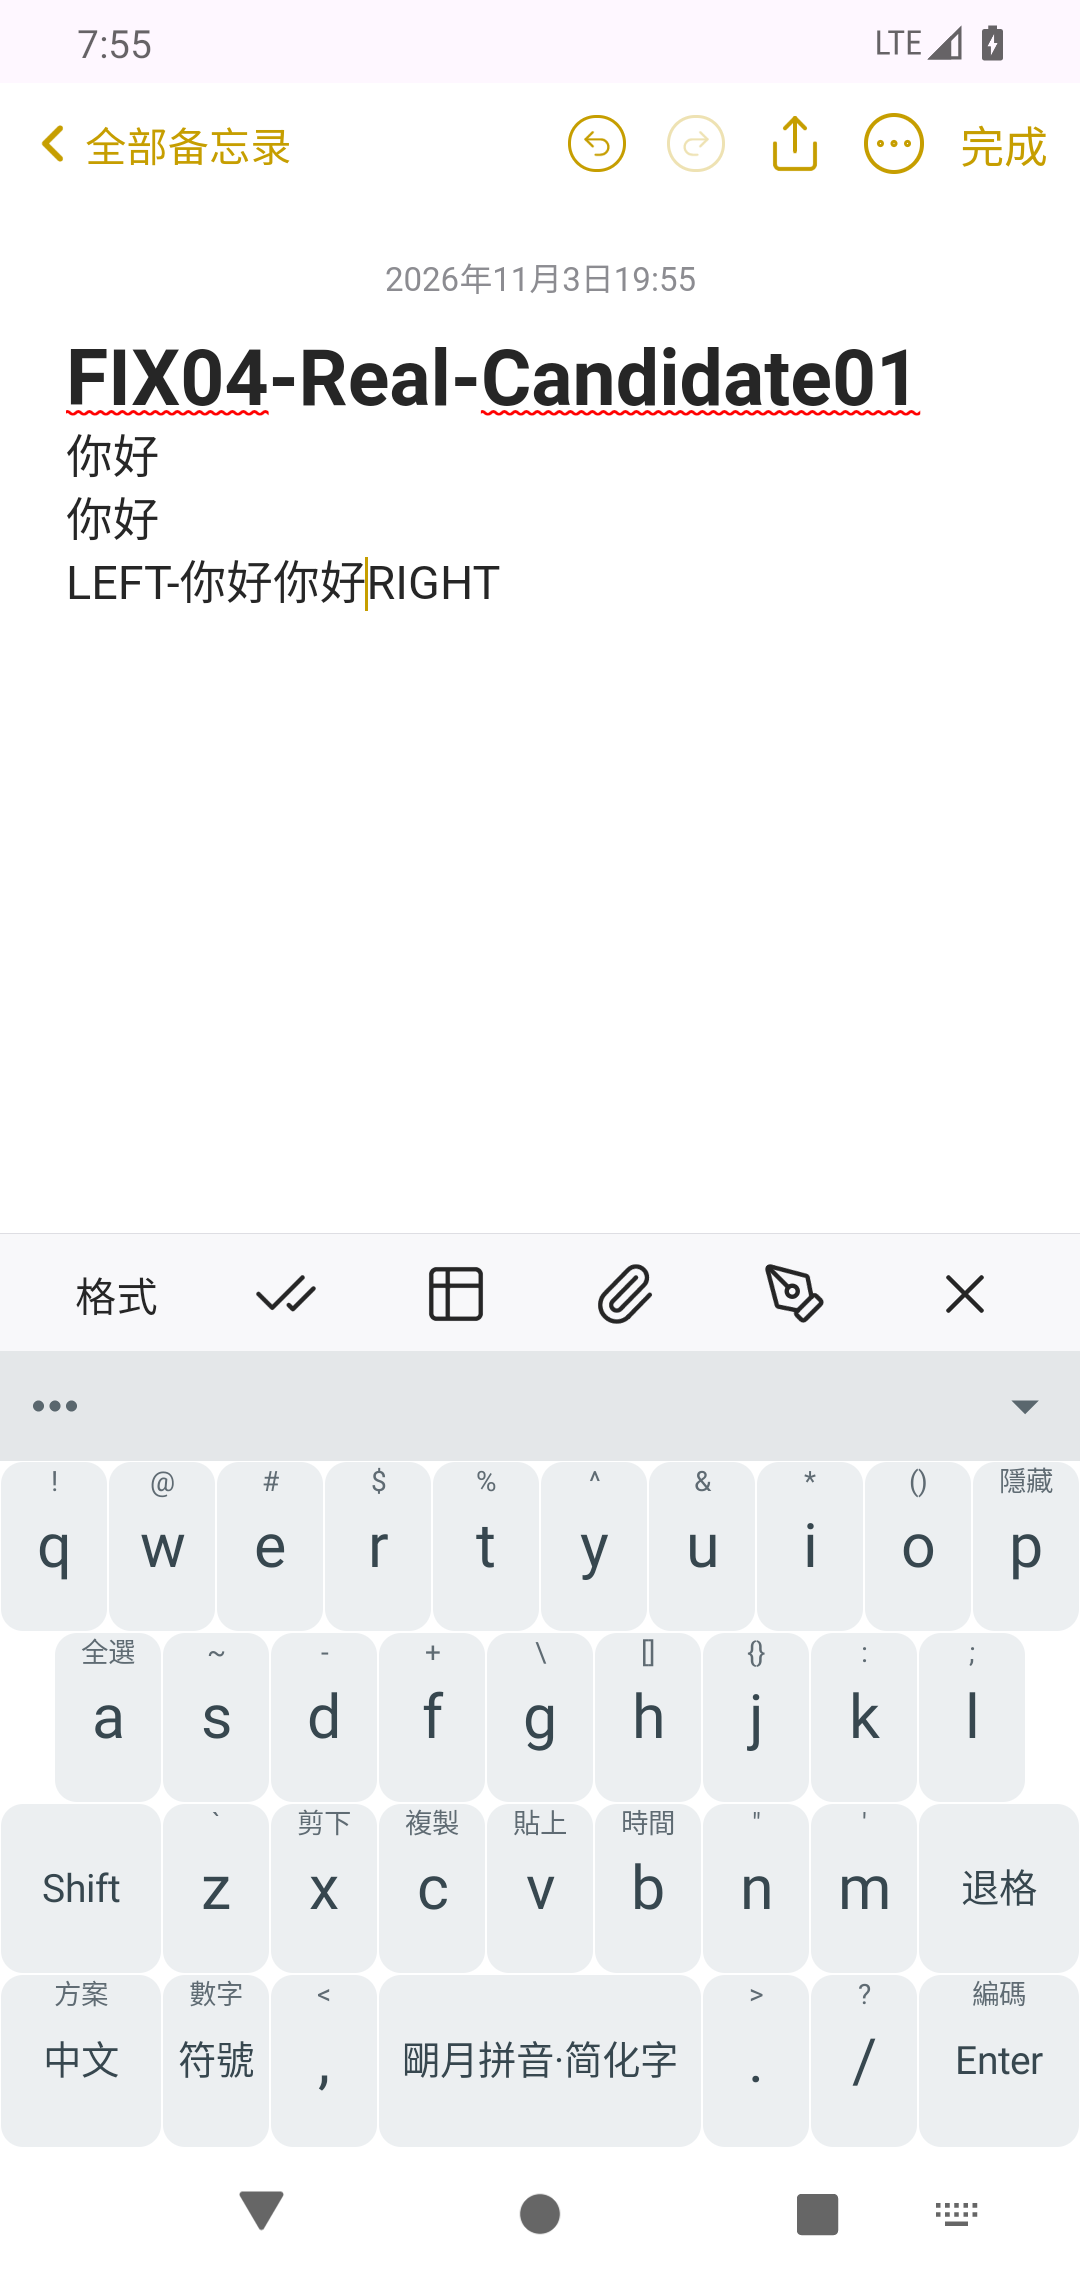 7:55
LTE
全部备忘录
完成
2026年11月3日19:55
FIX04-Real-Candidate01
你好
你好
LEFT-你好你好RIGHT
格式
! @ # $ % ^ & * () 隱藏
q w e r t y u i o p
全選 ~ - + \ [] {} : ;
a s d f g h j k l
` 剪下 複製 貼上 時間 " '
Shift z x c v b n m 退格
方案 數字 < > ? 編碼
中文 符號 , 朙月拼音·简化字 . / Enter